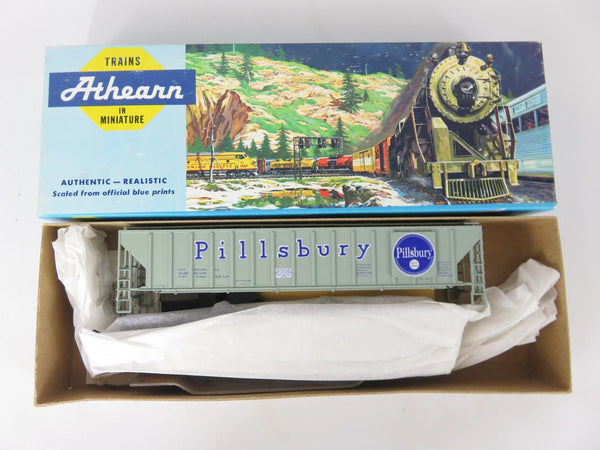 TRAINS
Athearn
IN
MINIATURE
AUTHENTIC — REALISTIC
Scaled from official blue prints
Pillsbury
Pillsbury